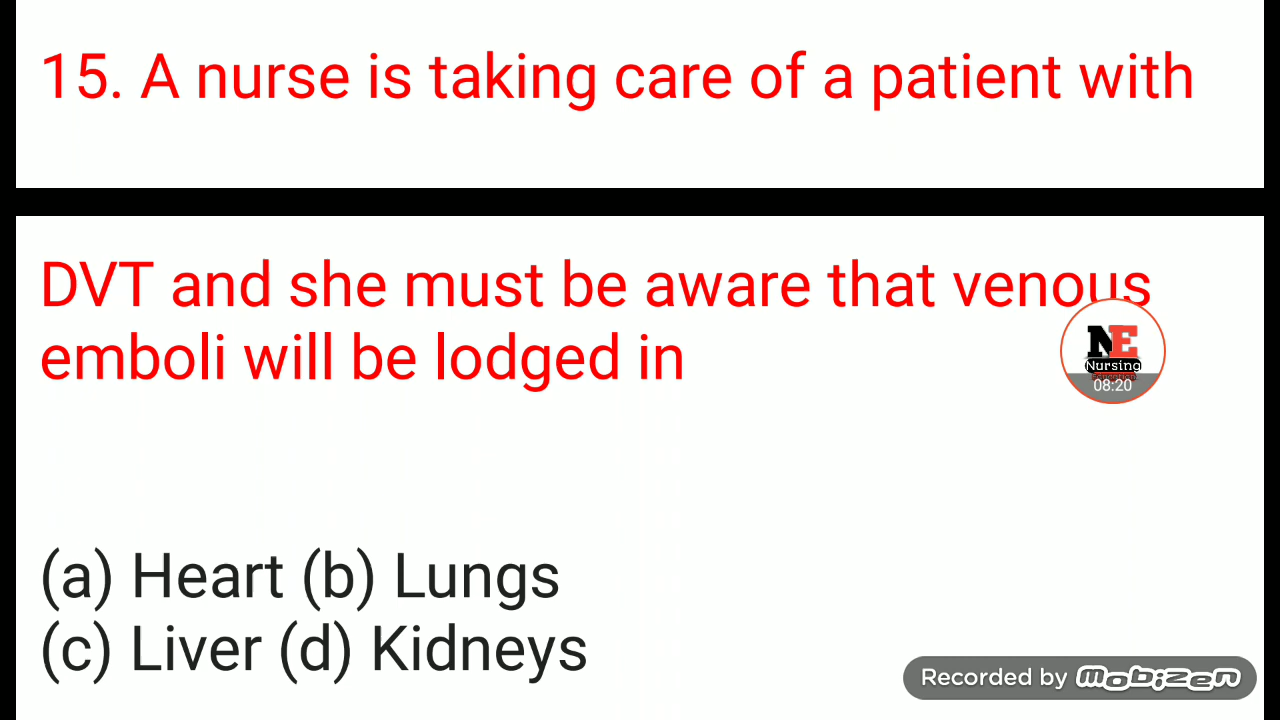 15. A nurse is taking care of a patient with
DVT and she must be aware that venous
emboli will be lodged in
NE
Nursing
08:20
(a) Heart (b) Lungs
(c) Liver (d) Kidneys
Recorded by mobizen